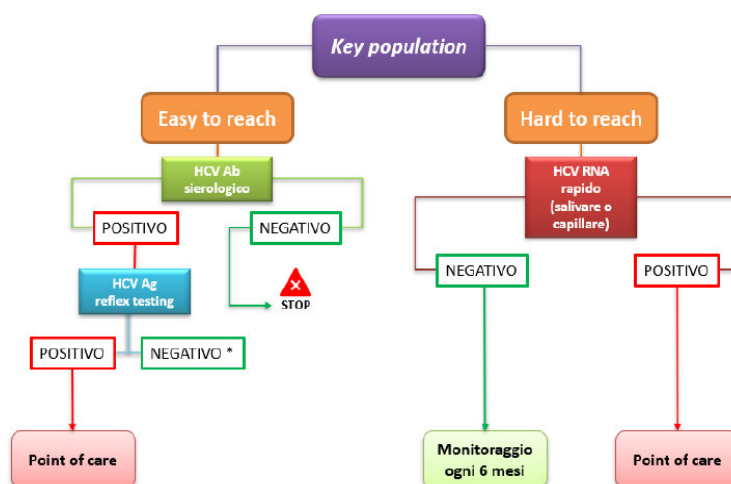 Key population
Easy to reach
Hard to reach
HCV Ab
sierologico
HCV RNA
rapido
(salivare o
capillare)
POSITIVO
NEGATIVO
STOP
HCV Ag
reflex testing
NEGATIVO
POSITIVO
POSITIVO
NEGATIVO *
Point of care
Monitoraggio
ogni 6 mesi
Point of care